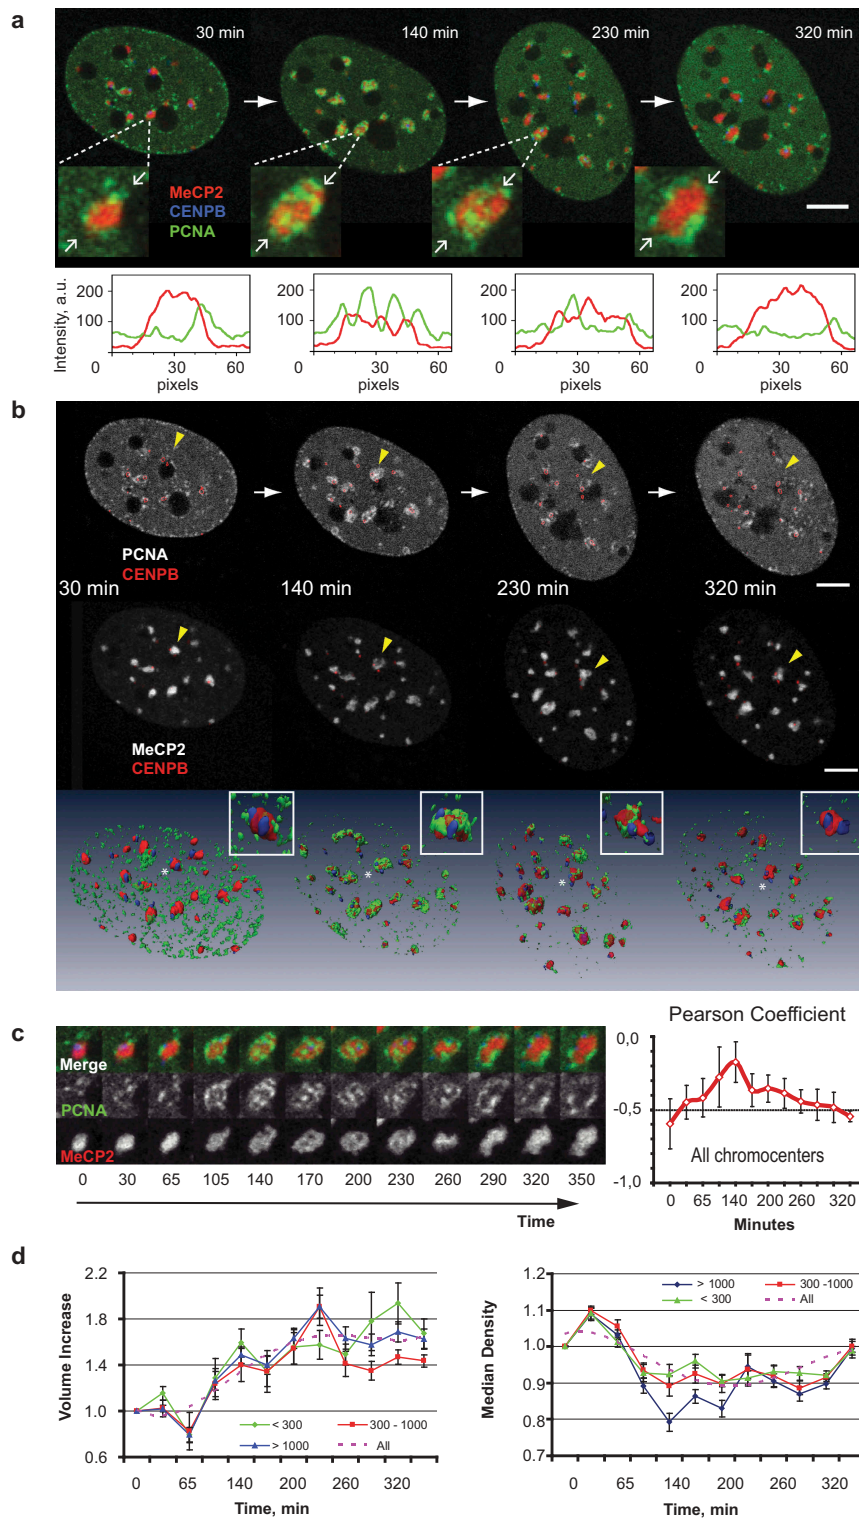 a
30 min
140 min
230 min
320 min
MeCP2
CENPB
PCNA
Intensity, a.u.
200
100
0
30
60
pixels
200
100
0
30
60
pixels
200
100
0
30
60
pixels
200
100
0
30
60
pixels
b
PCNA
CENPB
30 min
140 min
230 min
320 min
MeCP2
CENPB
*
*
*
*
c
Merge
PCNA
MeCP2
0 30 65 105 140 170 200 230 260 290 320 350
Time
Pearson Coefficient
0,0
-0,5
-1,0
All chromocenters
0 65 140 200 260 320
Minutes
d
Volume Increase
2.2
1.8
1.4
1.0
0.6
< 300
300 - 1000
> 1000
All
0 65 140 200 260 320
Time, min
Median Density
1.2
1.1
1.0
0.9
0.8
0.7
> 1000
300 -1000
< 300
All
0 65 140 200 260 320
Time, min